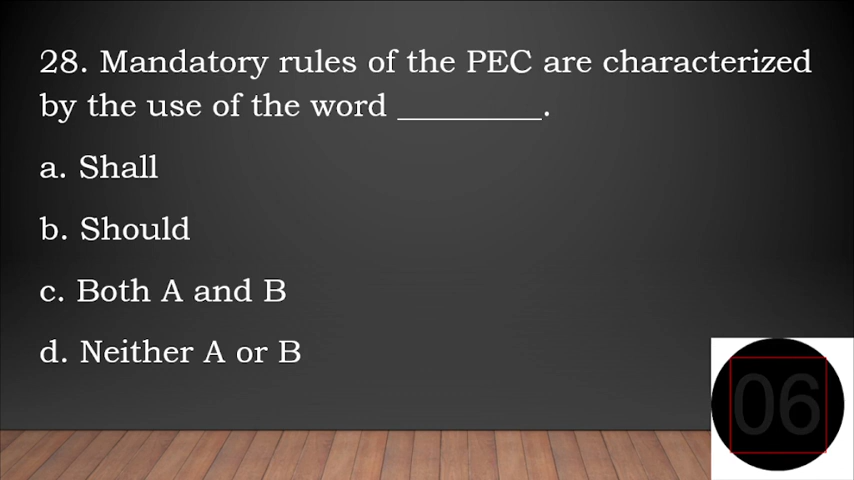 28. Mandatory rules of the PEC are characterized
by the use of the word _________.
a. Shall
b. Should
c. Both A and B
d. Neither A or B
06